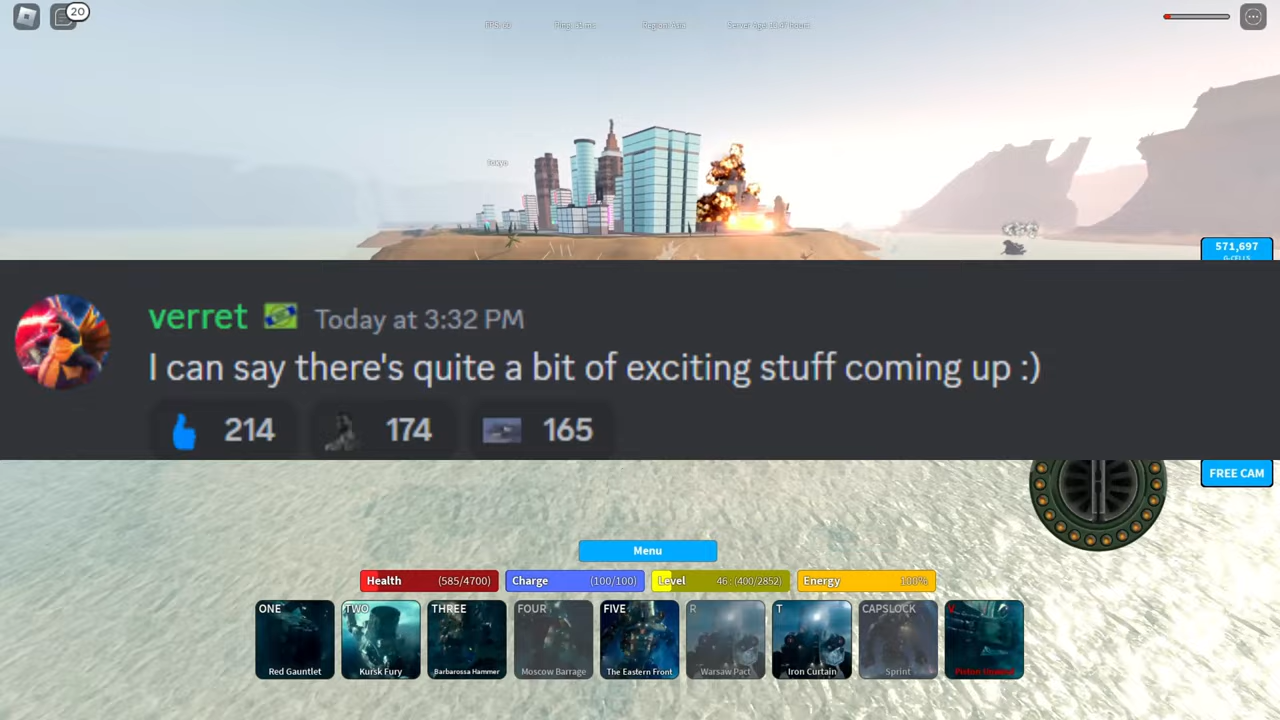 20
Tokyo
571,697
G-CELLS
verret Today at 3:32 PM
I can say there's quite a bit of exciting stuff coming up :)
214 174 165
FREE CAM
Menu
Health (585/4700) Charge (100/100) Level 46 : (400/2852) Energy 100%
ONE TWO THREE FOUR FIVE R T CAPSLOCK V
Red Gauntlet Kursk Fury Barbarossa Hammer Moscow Barrage The Eastern Front Warsaw Pact Iron Curtain Sprint